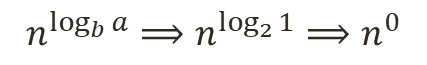 n^{log_b a} ⟹ n^{log_2 1} ⟹ n^0